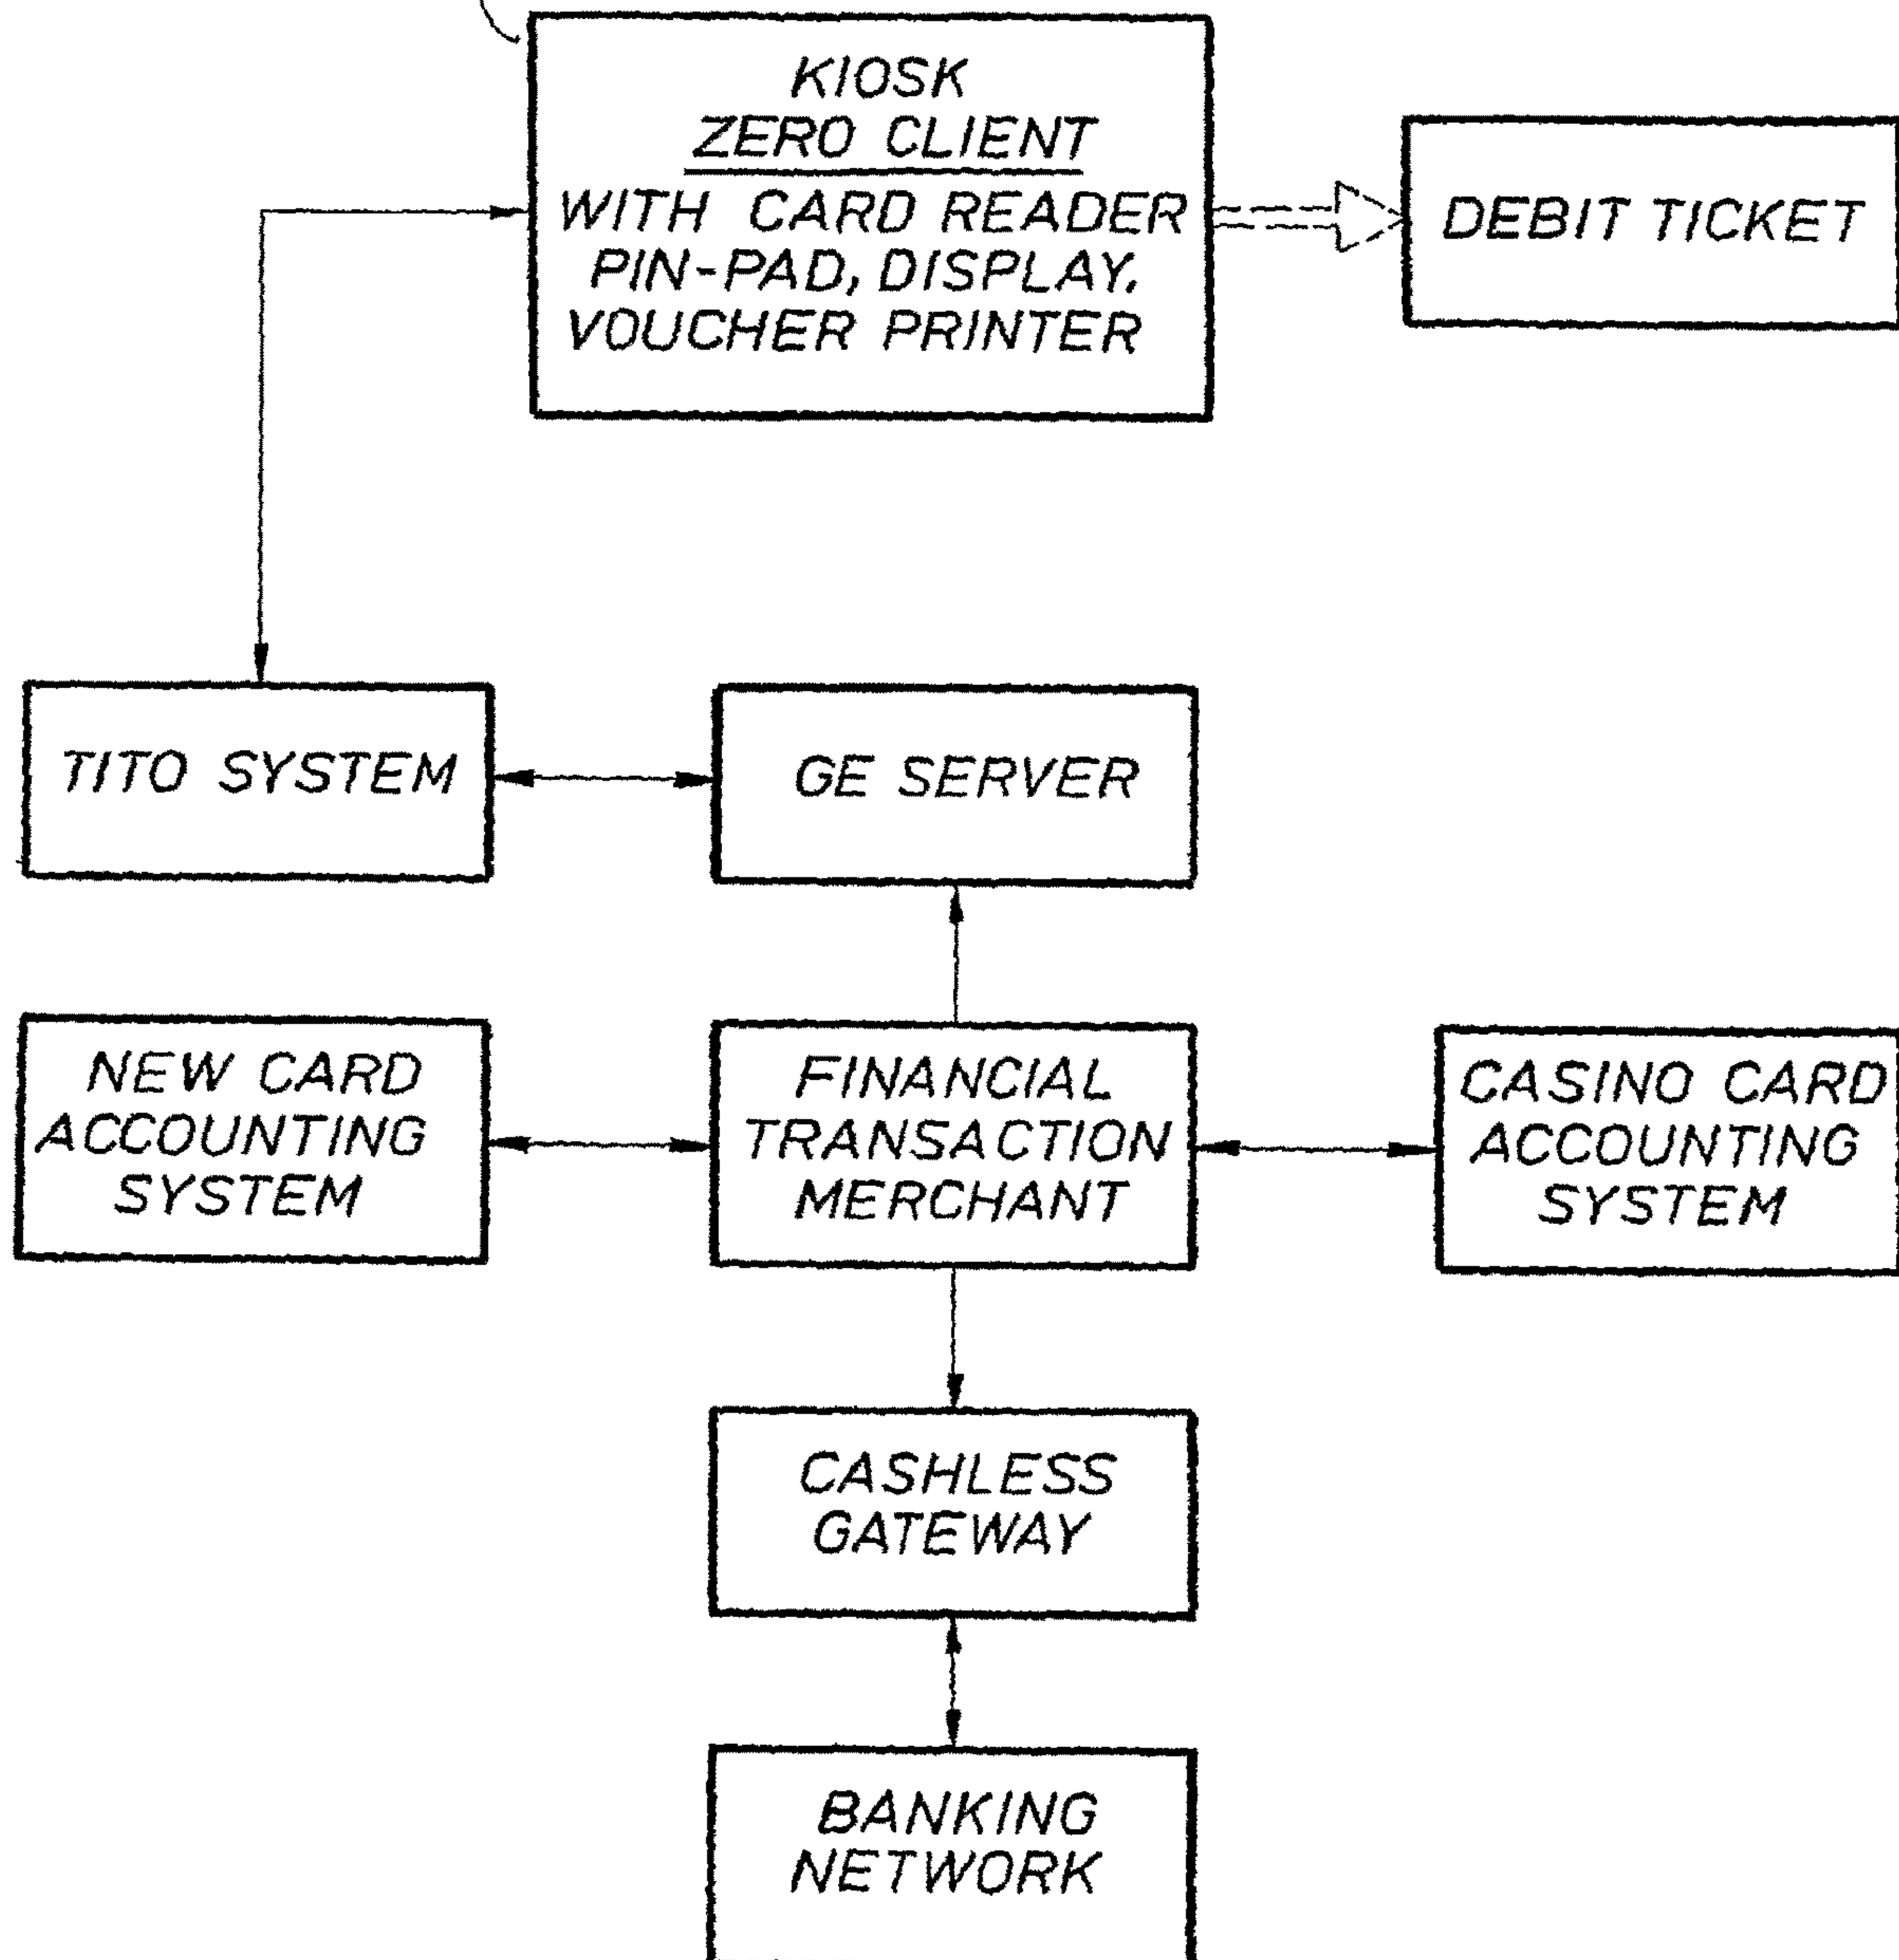 KIOSK
ZERO CLIENT
WITH CARD READER
PIN-PAD, DISPLAY.
VOUCHER PRINTER
DEBIT TICKET
TITO SYSTEM
GE SERVER
NEW CARD
ACCOUNTING
SYSTEM
FINANCIAL
TRANSACTION
MERCHANT
CASINO CARD
ACCOUNTING
SYSTEM
CASHLESS
GATEWAY
BANKING
NETWORK